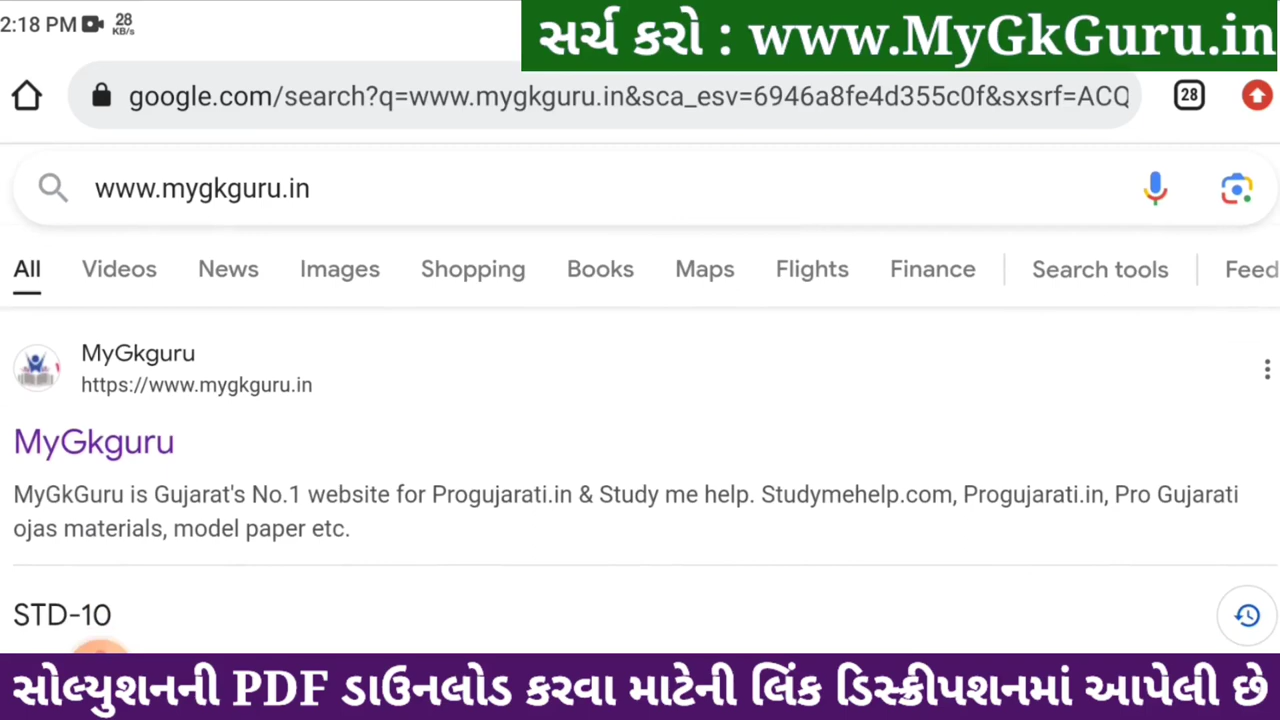 2:18 PM 28 KB/s
સર્ચ કરો : www.MyGkGuru.in
google.com/search?q=www.mygkguru.in&sca_esv=6946a8fe4d355c0f&sxsrf=ACQ
28
www.mygkguru.in
All Videos News Images Shopping Books Maps Flights Finance Search tools Feed
MyGkguru
https://www.mygkguru.in
MyGkguru
MyGkGuru is Gujarat's No.1 website for Progujarati.in & Study me help. Studymehelp.com, Progujarati.in, Pro Gujarati
ojas materials, model paper etc.
STD-10
સોલ્યુશનની PDF ડાઉનલોડ કરવા માટેની લિંક ડિસ્ક્રીપશનમાં આપેલી છે